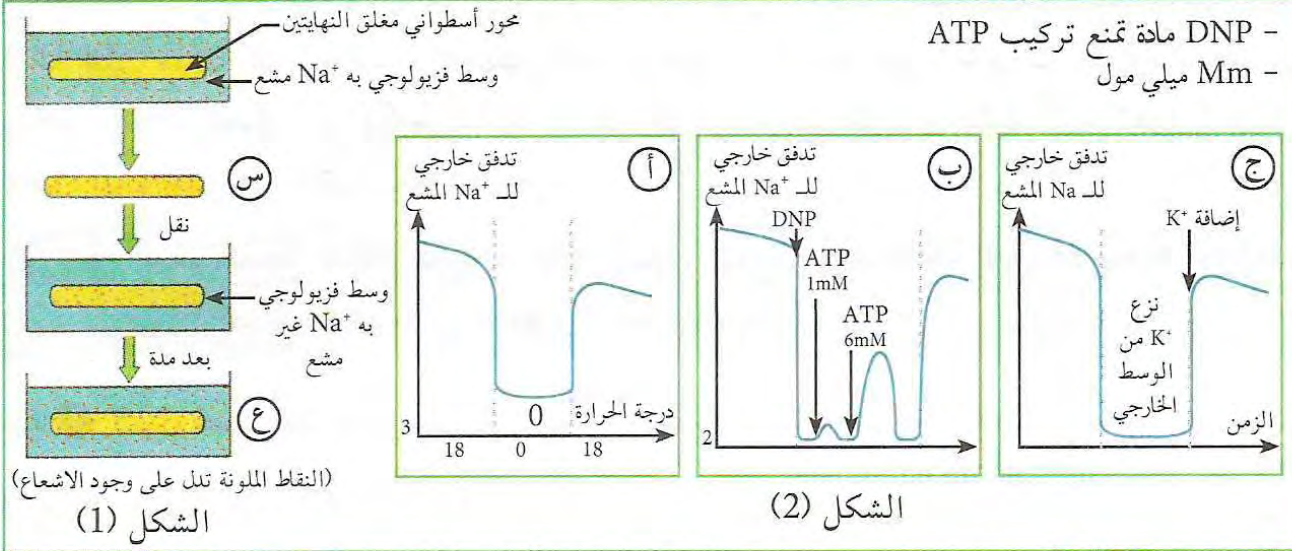 - DNP مادة تمنع تركيب ATP
- Mm ميلي مول
محور أسطواني مغلق النهايتين
وسط فزيولوجي به Na⁺ مشع
س
نقل
وسط فزيولوجي
به Na⁺ غير
مشع
بعد مدة
ع
(النقاط الملونة تدل على وجود الاشعاع)
الشكل (1)
أ
تدفق خارجي
للـ Na⁺ المشع
درجة الحرارة
0
3
18 0 18
ب
تدفق خارجي
للـ Na⁺ المشع
DNP
ATP
1mM
ATP
6mM
2
ج
تدفق خارجي
للـ Na المشع
إضافة K⁺
نزع
K⁺ من
الوسط
الخارجي
الزمن
الشكل (2)